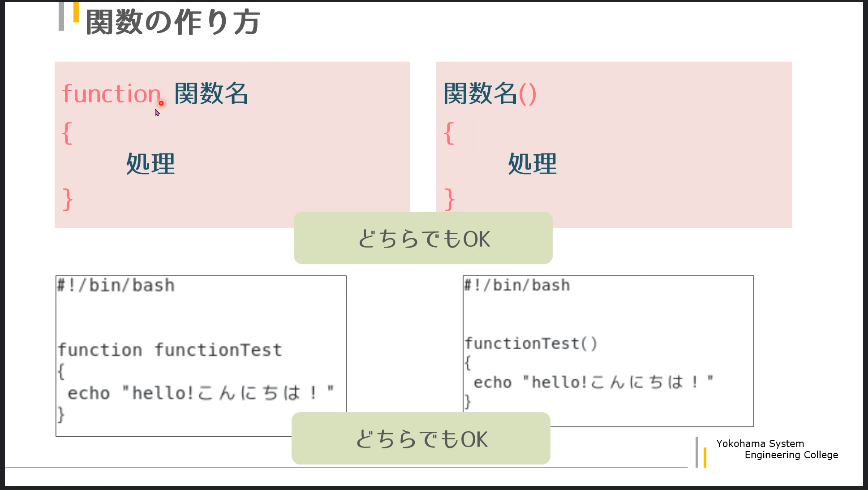 関数の作り方
function 関数名
{
処理
}
関数名()
{
処理
}
どちらでもOK
#!/bin/bash
function functionTest
{
echo "hello!こんにちは！"
}
#!/bin/bash
functionTest()
{
echo "hello!こんにちは！"
}
どちらでもOK
Yokohama System
Engineering College